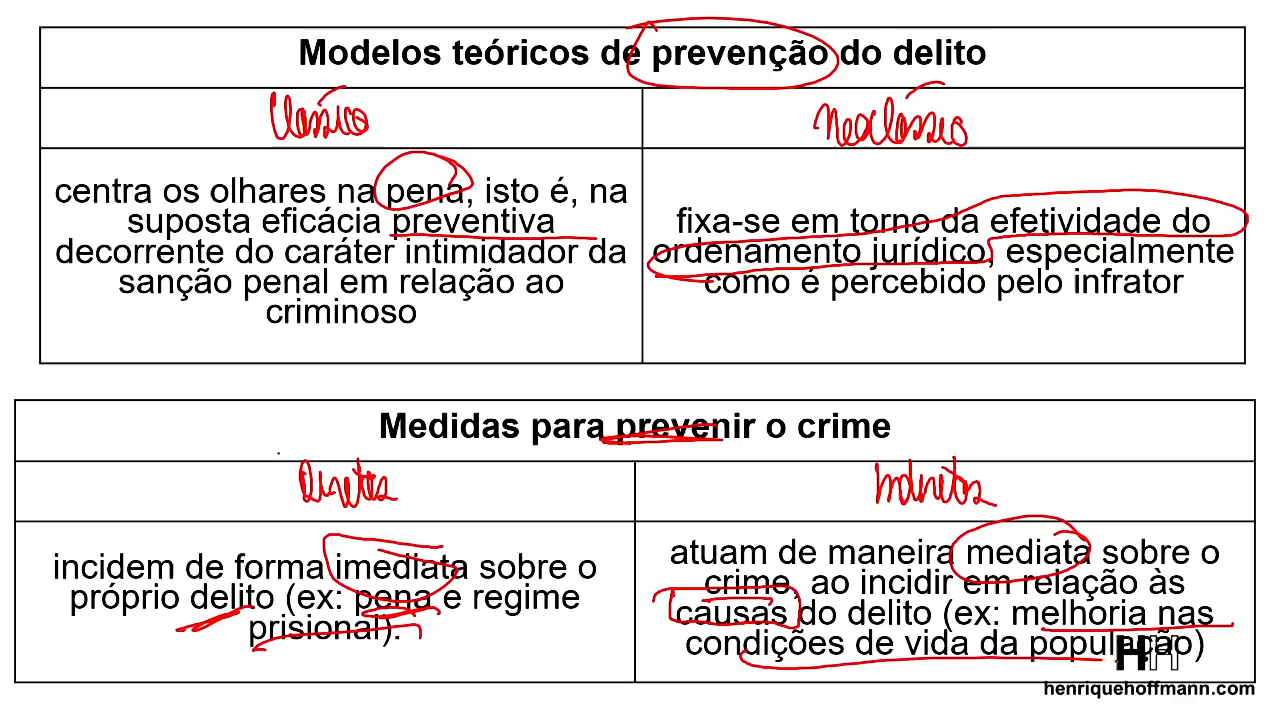 Modelos teóricos de prevenção do delito
Clássico
Neoclássico
centra os olhares na pena, isto é, na
suposta eficácia preventiva
decorrente do caráter intimidador da
sanção penal em relação ao
criminoso
fixa-se em torno da efetividade do
ordenamento jurídico, especialmente
como é percebido pelo infrator
Medidas para prevenir o crime
Diretas
Indiretas
incidem de forma imediata sobre o
próprio delito (ex: pena e regime
prisional).
atuam de maneira mediata sobre o
crime, ao incidir em relação às
causas do delito (ex: melhoria nas
condições de vida da população)
HH
henriquehoffmann.com